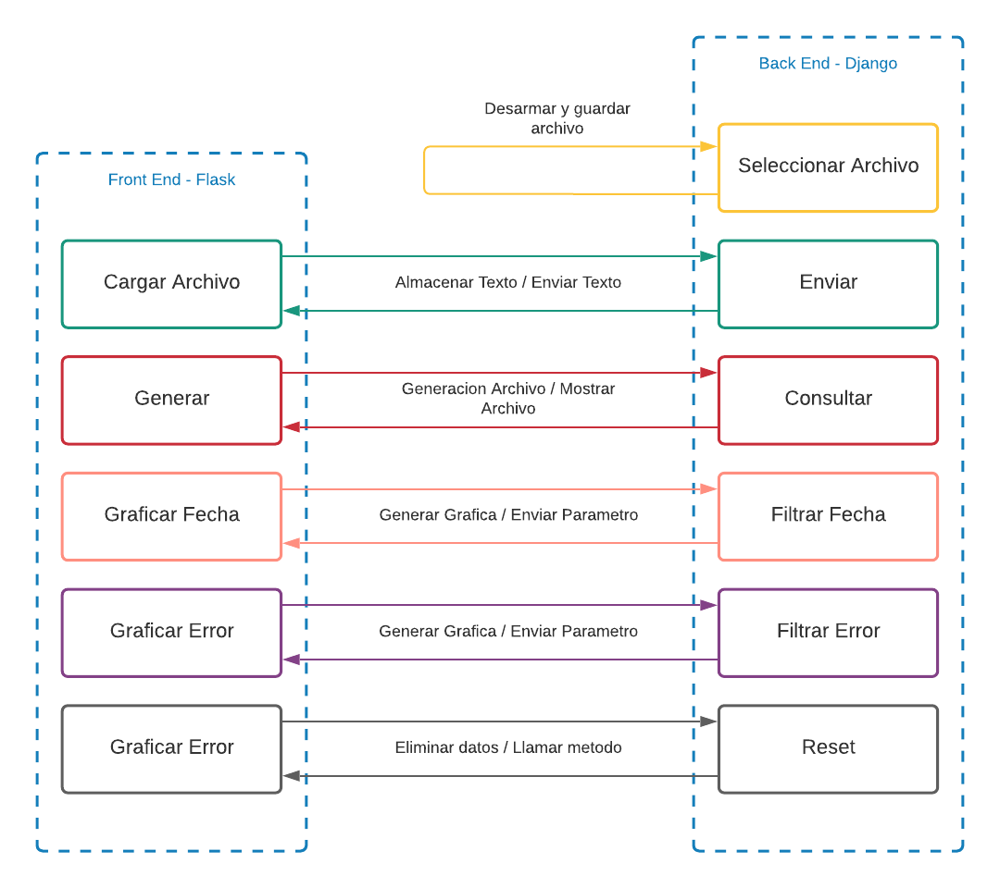 Back End - Django
Desarmar y guardar
archivo
Seleccionar Archivo
Front End - Flask
Cargar Archivo
Almacenar Texto / Enviar Texto
Enviar
Generar
Generacion Archivo / Mostrar
Archivo
Consultar
Graficar Fecha
Generar Grafica / Enviar Parametro
Filtrar Fecha
Graficar Error
Generar Grafica / Enviar Parametro
Filtrar Error
Graficar Error
Eliminar datos / Llamar metodo
Reset